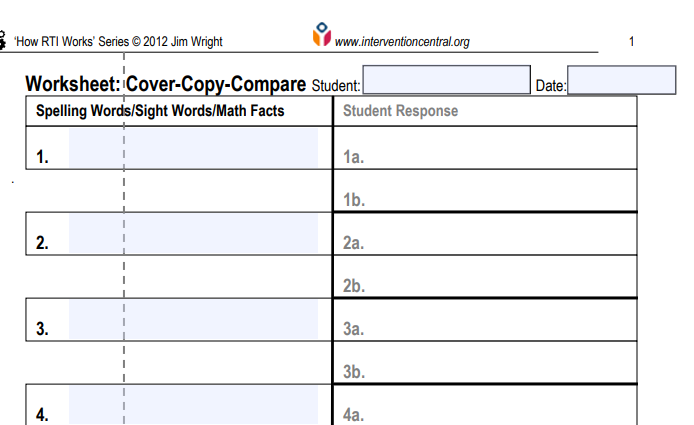 'How RTI Works' Series © 2012 Jim Wright www.interventioncentral.org 1
Worksheet: Cover-Copy-Compare Student: Date:
Spelling Words/Sight Words/Math Facts Student Response
1. 1a.
1b.
2. 2a.
2b.
3. 3a.
3b.
4. 4a.